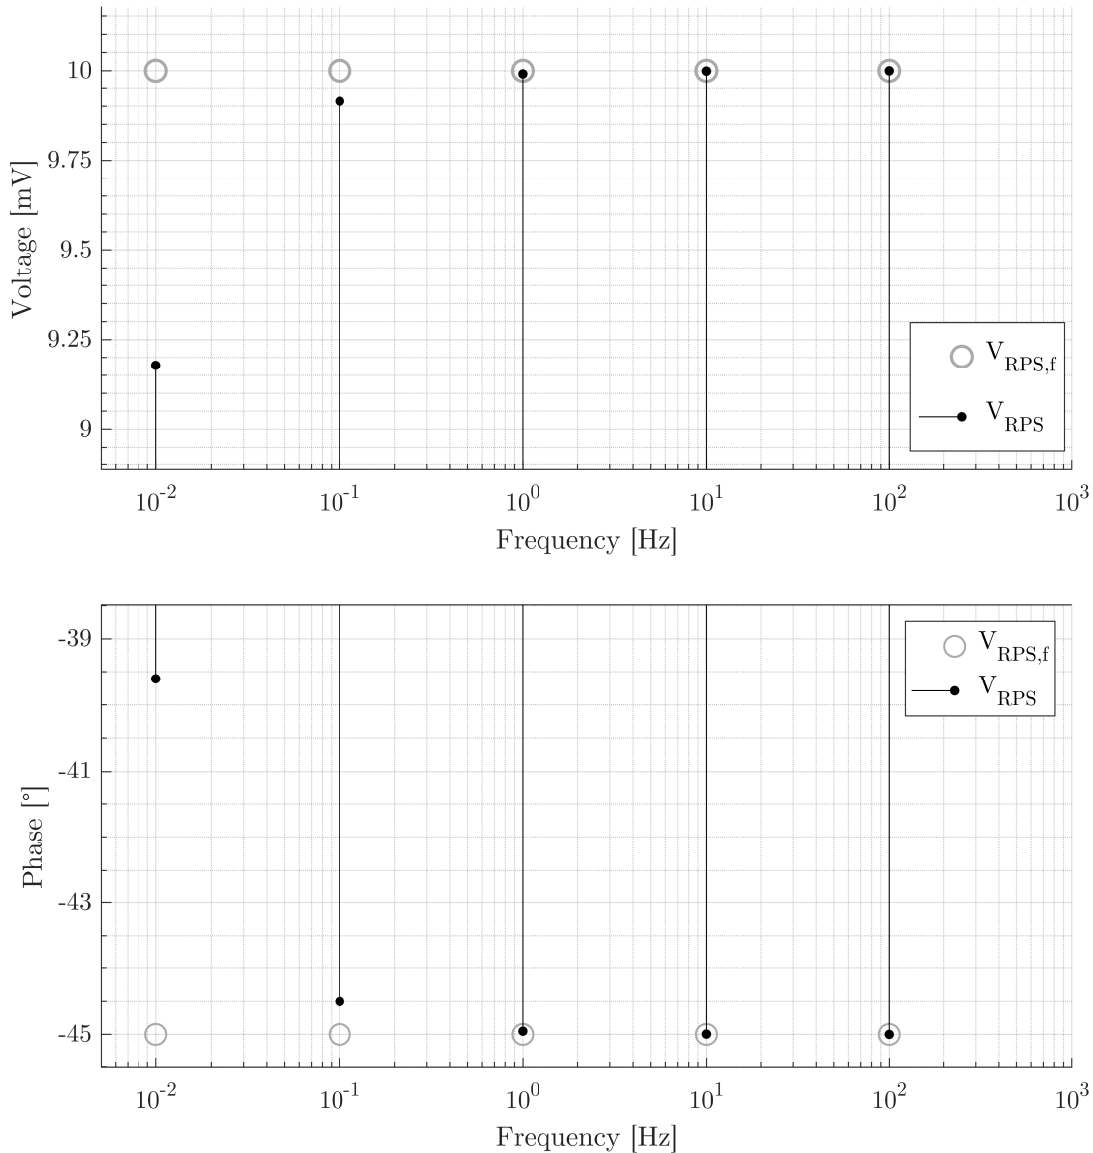 10
9.75
9.5
9.25
9
Voltage [mV]
V_RPS,f
V_RPS
10^-2 10^-1 10^0 10^1 10^2 10^3
Frequency [Hz]
-39
-41
-43
-45
Phase [°]
V_RPS,f
V_RPS
10^-2 10^-1 10^0 10^1 10^2 10^3
Frequency [Hz]